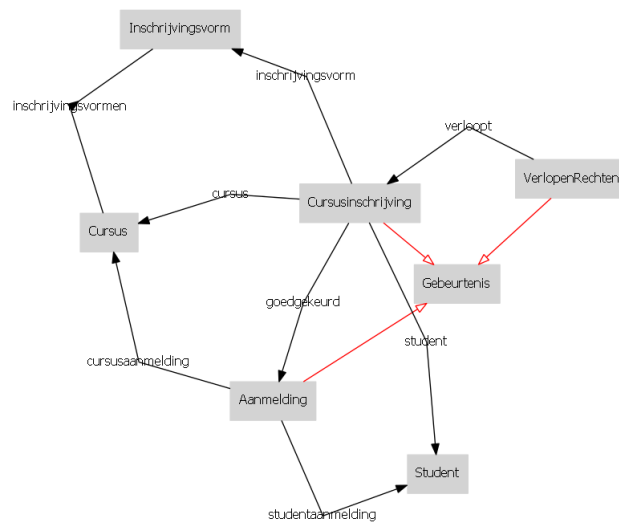 Inschrijvingsvorm
inschrijvingsvorm
inschrijvingsvormen
verloopt
VerlopenRechten
cursus
Cursusinschrijving
Cursus
Gebeurtenis
goedgekeurd
student
cursusaanmelding
Aanmelding
Student
studentaanmelding